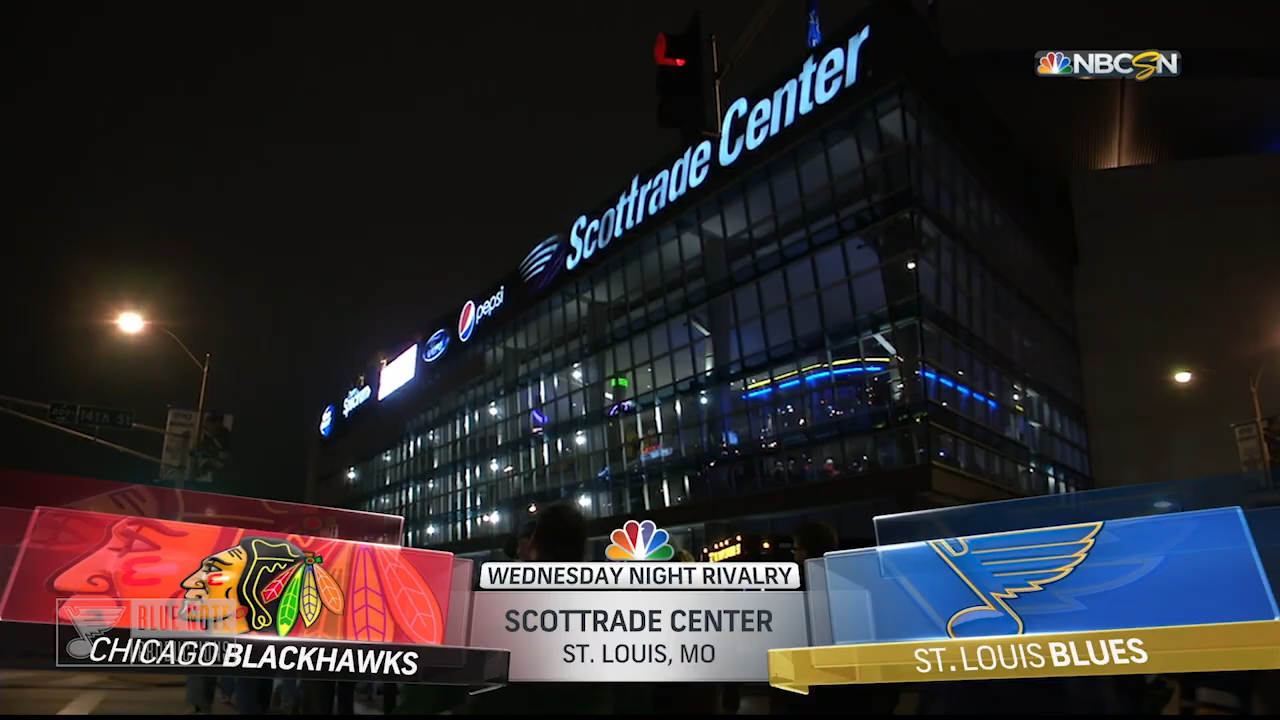 NBCSN
Scottrade Center
pepsi
Ford
14th St
WEDNESDAY NIGHT RIVALRY
SCOTTRADE CENTER
ST. LOUIS, MO
CHICAGO BLACKHAWKS
ST. LOUIS BLUES
BLUE NOTE